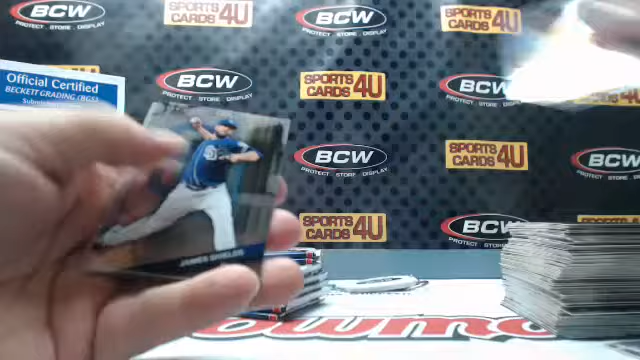 BCW
PROTECT . STORE . DISPLAY
SPORTS
CARDS 4U
BCW
PROTECT . STORE . DISPLAY
SPORTS
CARDS 4U
Official Certified
BECKETT GRADING (BGS)
BCW
PROTECT STORE DISPLAY
SPORTS
CARDS 4U
BCW
PROTECT STORE
BCW
PROTECT STORE DISPLAY
SPORTS
CARDS 4U
BCW
PROTECT STORE
SPORTS
CARDS 4U
BCW
PROTECT STORE
JAMES SHIELDS